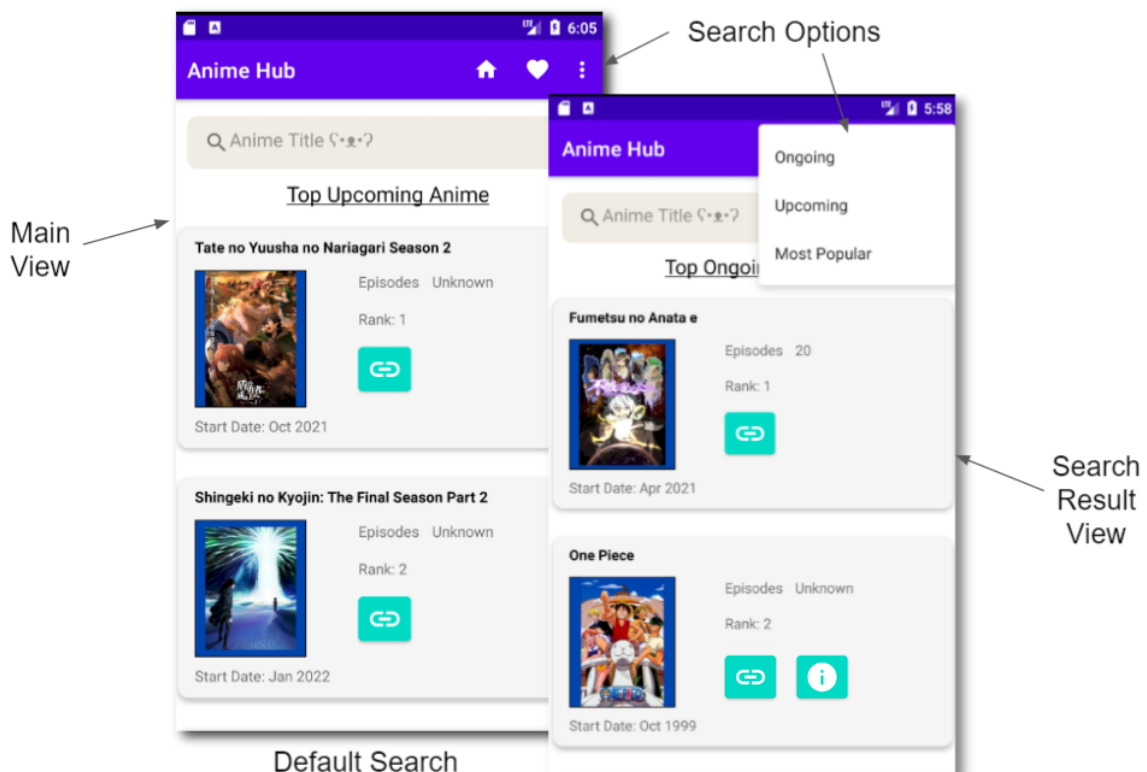 Search Options
6:05
Anime Hub
Anime Title ʕ·ᴥ·ʔ
Top Upcoming Anime
Main
View
Tate no Yuusha no Nariagari Season 2
Episodes Unknown
Rank: 1
Start Date: Oct 2021
Shingeki no Kyojin: The Final Season Part 2
Episodes Unknown
Rank: 2
Start Date: Jan 2022
Default Search
LTE 5:58
Anime Hub
Ongoing
Upcoming
Most Popular
Anime Title ʕ·ᴥ·ʔ
Fumetsu no Anata e
Episodes 20
Rank: 1
Start Date: Apr 2021
Search
Result
View
One Piece
Episodes Unknown
Rank: 2
Start Date: Oct 1999